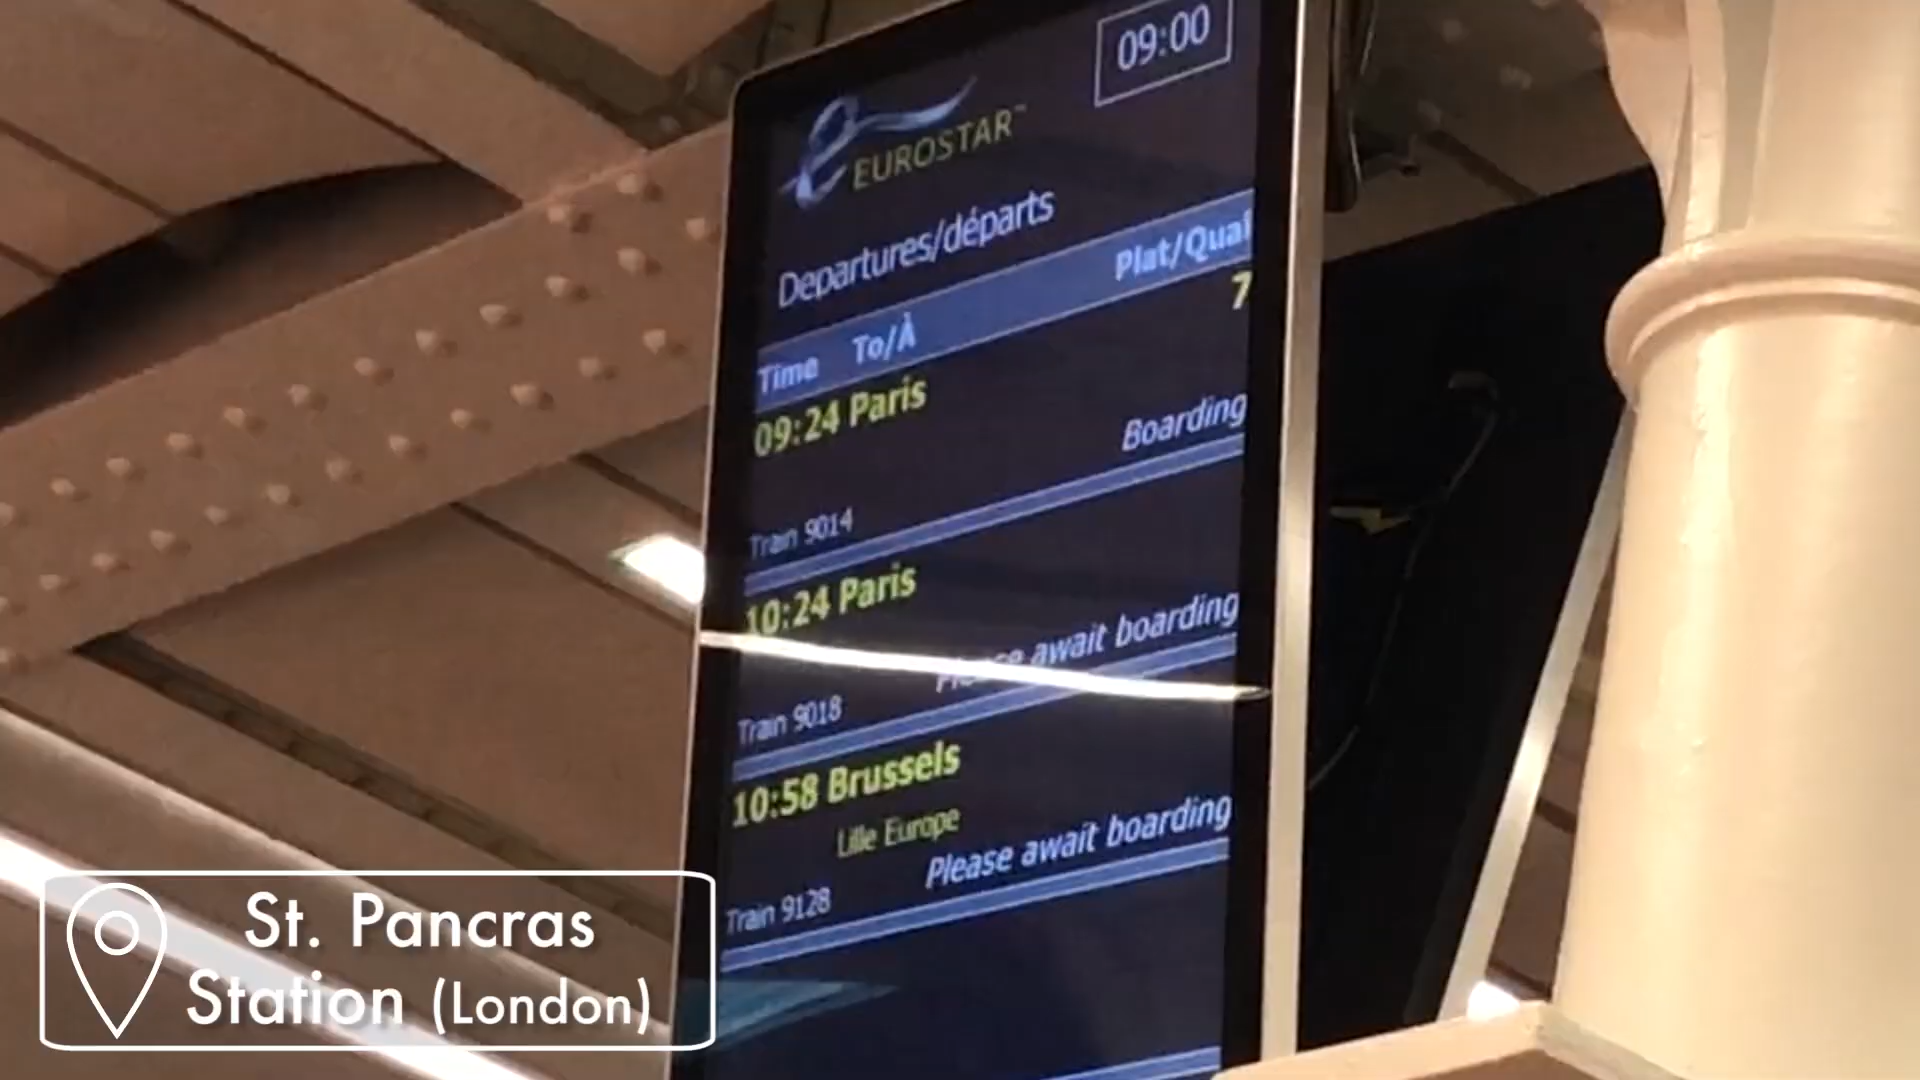 09:00
EUROSTAR™
Departures/départs
Time To/À Plat/Quai
09:24 Paris 7
Boarding
Train 9014
10:24 Paris
Please await boarding
Train 9018
10:58 Brussels
Lille Europe
Please await boarding
Train 9128
St. Pancras
Station (London)